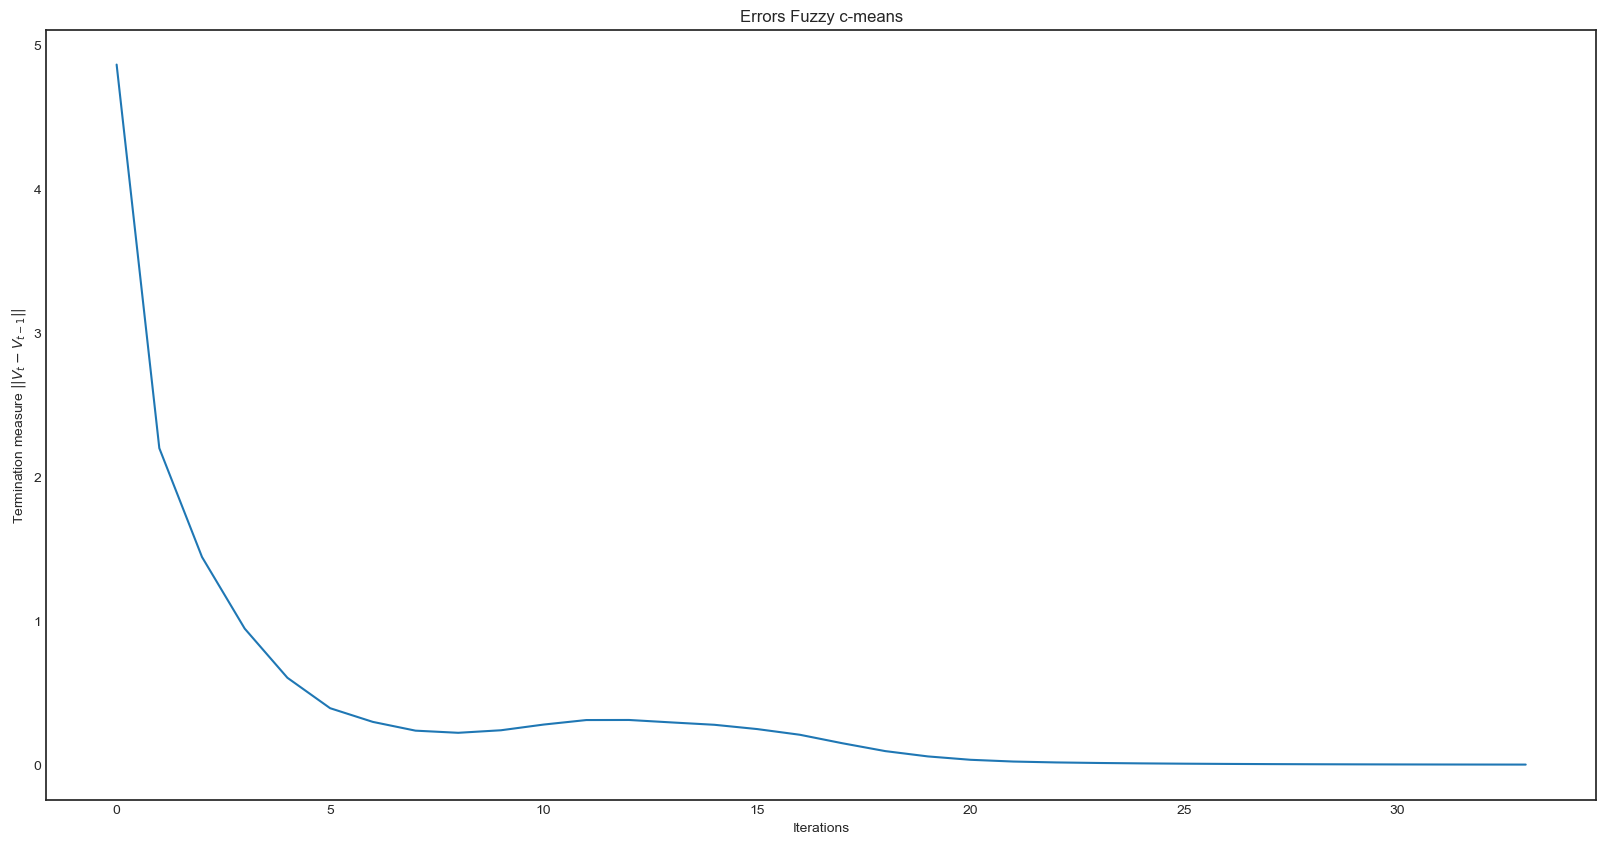 Errors Fuzzy c-means
Termination measure $||V_t - V_{t-1}||$
5
4
3
2
1
0
0 5 10 15 20 25 30
Iterations